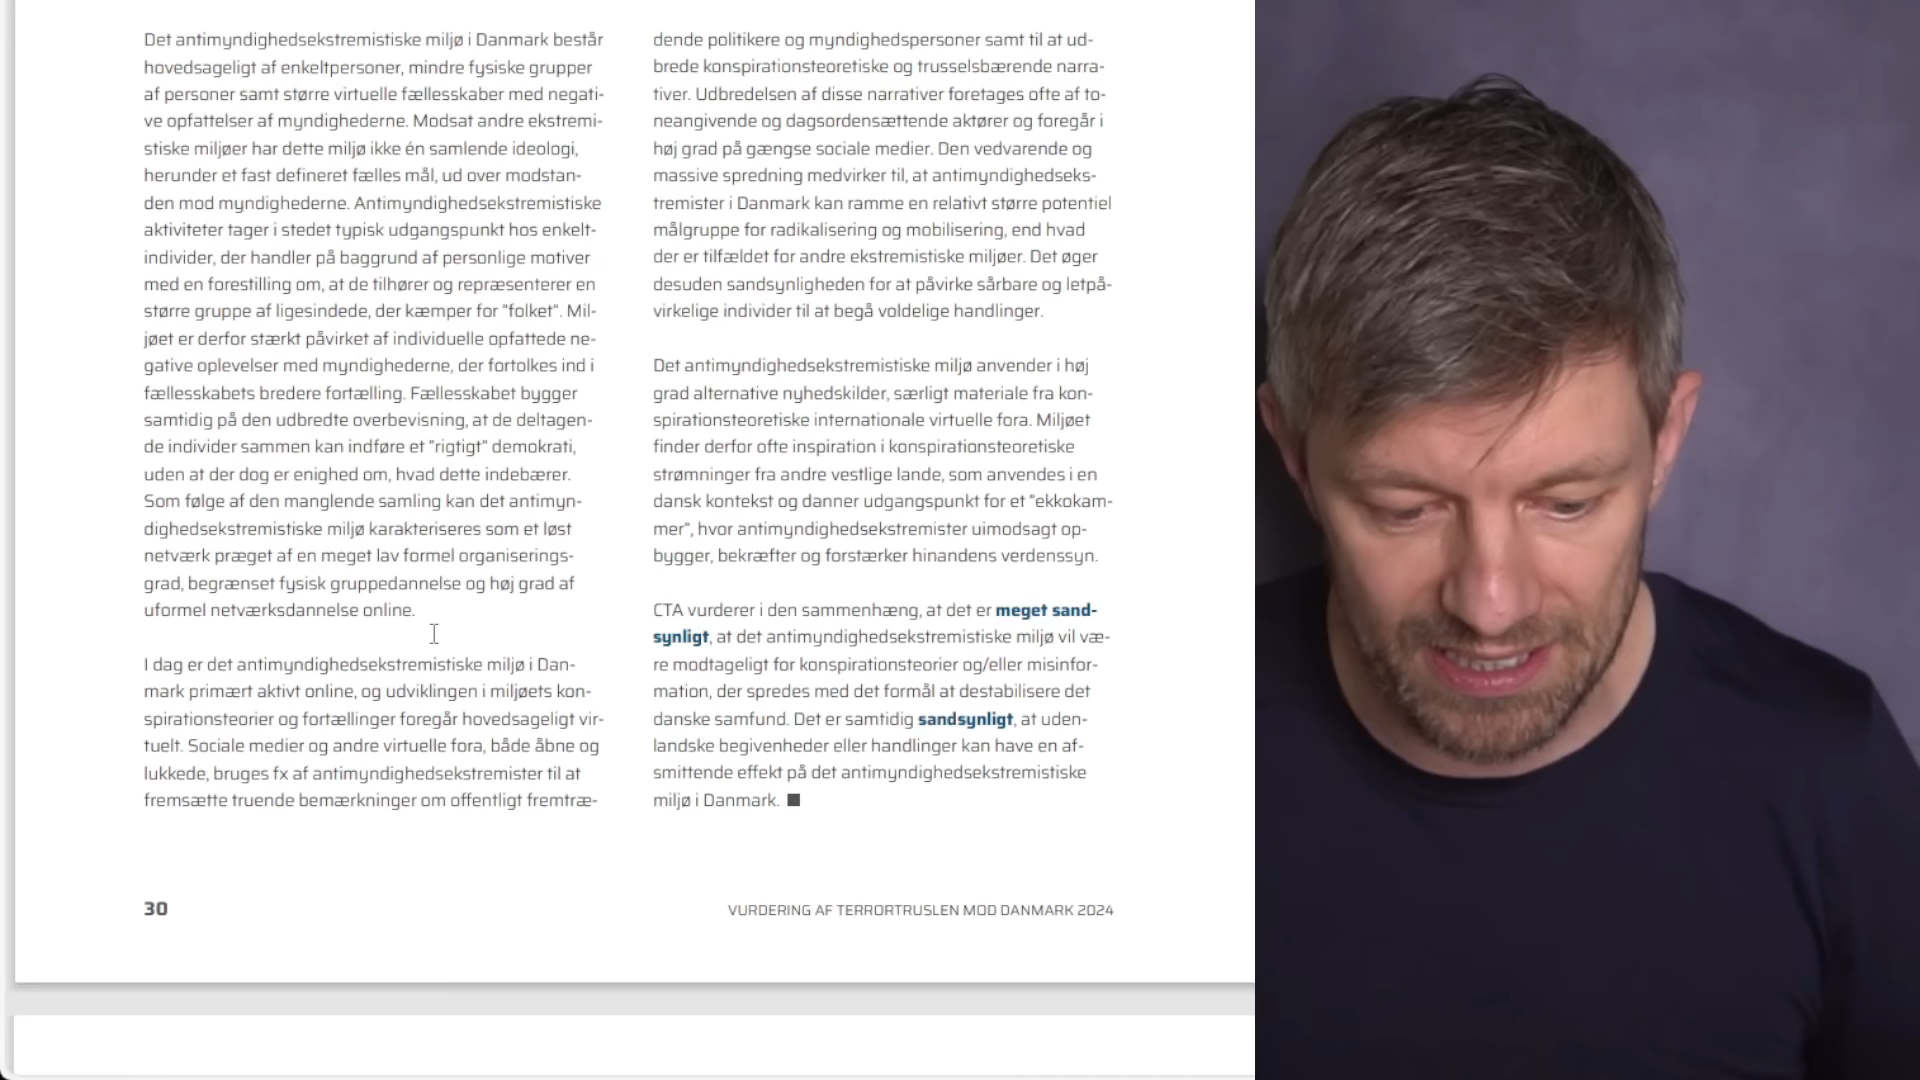 Det antimyndighedsekstremistiske miljø i Danmark består
hovedsageligt af enkeltpersoner, mindre fysiske grupper
af personer samt større virtuelle fællesskaber med negati-
ve opfattelser af myndighederne. Modsat andre ekstremi-
stiske miljøer har dette miljø ikke én samlende ideologi,
herunder et fast defineret fælles mål, ud over modstan-
den mod myndighederne. Antimyndighedsekstremistiske
aktiviteter tager i stedet typisk udgangspunkt hos enkelt-
individer, der handler på baggrund af personlige motiver
med en forestilling om, at de tilhører og repræsenterer en
større gruppe af ligesindede, der kæmper for "folket". Mil-
jøet er derfor stærkt påvirket af individuelle opfattede ne-
gative oplevelser med myndighederne, der fortolkes ind i
fællesskabets bredere fortælling. Fællesskabet bygger
samtidig på den udbredte overbevisning, at de deltagen-
de individer sammen kan indføre et "rigtigt" demokrati,
uden at der dog er enighed om, hvad dette indebærer.
Som følge af den manglende samling kan det antimyn-
dighedsekstremistiske miljø karakteriseres som et løst
netværk præget af en meget lav formel organiserings-
grad, begrænset fysisk gruppedannelse og høj grad af
uformel netværksdannelse online.
I dag er det antimyndighedsekstremistiske miljø i Dan-
mark primært aktivt online, og udviklingen i miljøets kon-
spirationsteorier og fortællinger foregår hovedsageligt vir-
tuelt. Sociale medier og andre virtuelle fora, både åbne og
lukkede, bruges fx af antimyndighedsekstremister til at
fremsætte truende bemærkninger om offentligt fremtræ-
dende politikere og myndighedspersoner samt til at ud-
brede konspirationsteoretiske og trusselsbærende narra-
tiver. Udbredelsen af disse narrativer foretages ofte af to-
neangivende og dagsordensættende aktører og foregår i
høj grad på gængse sociale medier. Den vedvarende og
massive spredning medvirker til, at antimyndighedseks-
tremister i Danmark kan ramme en relativt større potentiel
målgruppe for radikalisering og mobilisering, end hvad
der er tilfældet for andre ekstremistiske miljøer. Det øger
desuden sandsynligheden for at påvirke sårbare og letpå-
virkelige individer til at begå voldelige handlinger.
Det antimyndighedsekstremistiske miljø anvender i høj
grad alternative nyhedskilder, særligt materiale fra kon-
spirationsteoretiske internationale virtuelle fora. Miljøet
finder derfor ofte inspiration i konspirationsteoretiske
strømninger fra andre vestlige lande, som anvendes i en
dansk kontekst og danner udgangspunkt for et "ekkokam-
mer", hvor antimyndighedsekstremister uimodsagt op-
bygger, bekræfter og forstærker hinandens verdenssyn.
CTA vurderer i den sammenhæng, at det er meget sand-
synligt, at det antimyndighedsekstremistiske miljø vil væ-
re modtageligt for konspirationsteorier og/eller misinfor-
mation, der spredes med det formål at destabilisere det
danske samfund. Det er samtidig sandsynligt, at uden-
landske begivenheder eller handlinger kan have en af-
smittende effekt på det antimyndighedsekstremistiske
miljø i Danmark. ■
30
VURDERING AF TERRORTRUSLEN MOD DANMARK 2024